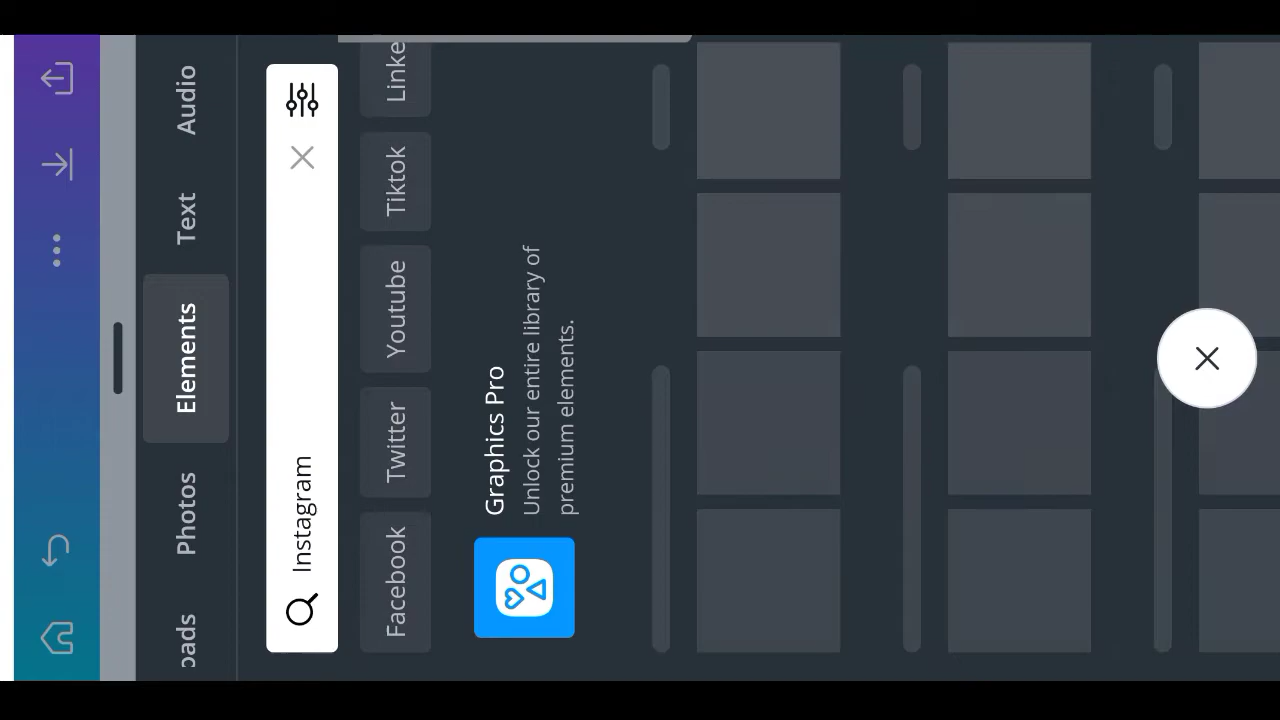 oads
Photos
Elements
Text
Audio
Instagram
Facebook
Twitter
Youtube
Tiktok
Linke
Graphics Pro
Unlock our entire library of
premium elements.